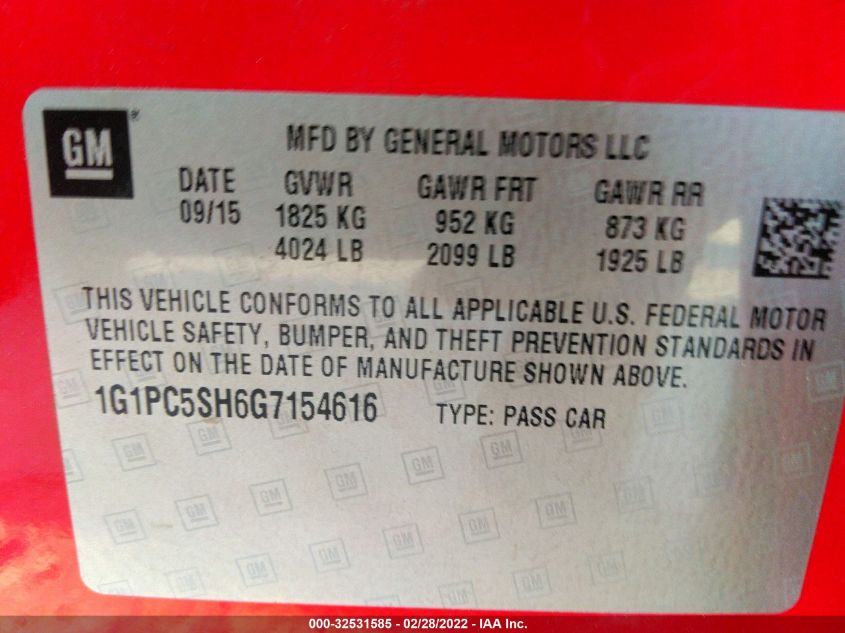 GM
MFD BY GENERAL MOTORS LLC
DATE GVWR GAWR FRT GAWR RR
09/15 1825 KG 952 KG 873 KG
4024 LB 2099 LB 1925 LB
THIS VEHICLE CONFORMS TO ALL APPLICABLE U.S. FEDERAL MOTOR
VEHICLE SAFETY, BUMPER, AND THEFT PREVENTION STANDARDS IN
EFFECT ON THE DATE OF MANUFACTURE SHOWN ABOVE.
1G1PC5SH6G7154616 TYPE: PASS CAR
000-32531585 - 02/28/2022 - IAA Inc.